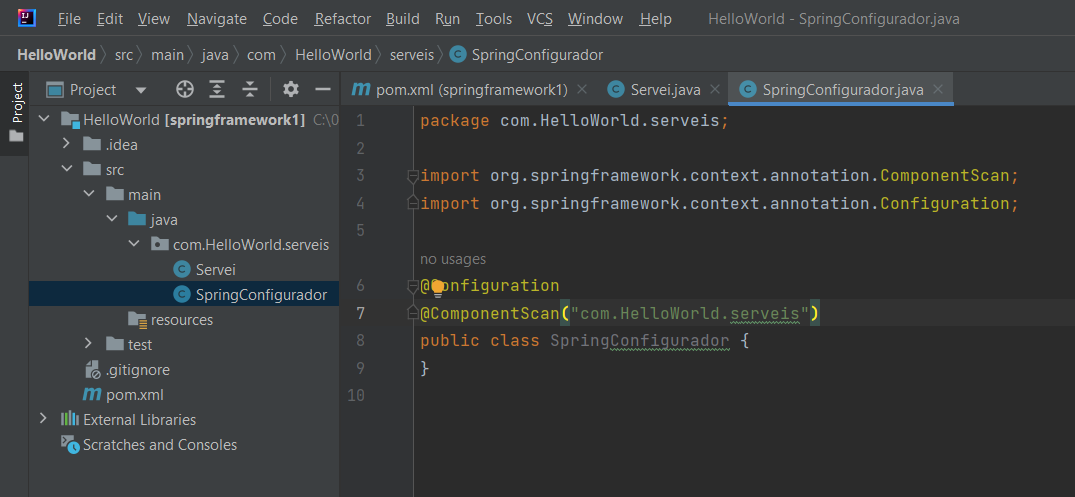 File Edit View Navigate Code Refactor Build Run Tools VCS Window Help HelloWorld - SpringConfigurador.java
HelloWorld src main java com HelloWorld serveis SpringConfigurador
Project
Project
pom.xml (springframework1) Servei.java SpringConfigurador.java
HelloWorld [springframework1] C:\0
.idea
src
main
java
com.HelloWorld.serveis
Servei
SpringConfigurador
resources
test
.gitignore
pom.xml
External Libraries
Scratches and Consoles
1 package com.HelloWorld.serveis;
2
3 import org.springframework.context.annotation.ComponentScan;
4 import org.springframework.context.annotation.Configuration;
5
no usages
6 @Configuration
7 @ComponentScan("com.HelloWorld.serveis")
8 public class SpringConfigurador {
9 }
10